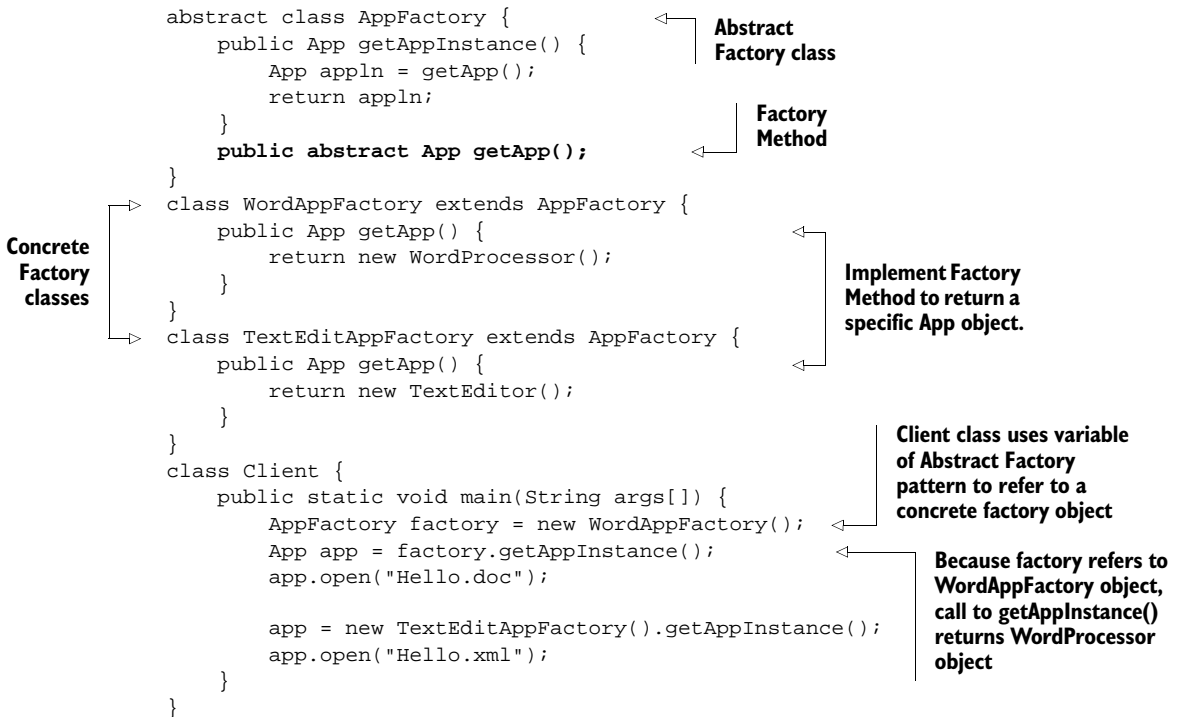 abstract class AppFactory {
    public App getAppInstance() {
        App appln = getApp();
        return appln;
    }
    public abstract App getApp();
}
class WordAppFactory extends AppFactory {
    public App getApp() {
        return new WordProcessor();
    }
}
class TextEditAppFactory extends AppFactory {
    public App getApp() {
        return new TextEditor();
    }
}
class Client {
    public static void main(String args[]) {
        AppFactory factory = new WordAppFactory();
        App app = factory.getAppInstance();
        app.open("Hello.doc");

        app = new TextEditAppFactory().getAppInstance();
        app.open("Hello.xml");
    }
}
Abstract
Factory class
Factory
Method
Concrete
Factory
classes
Implement Factory
Method to return a
specific App object.
Client class uses variable
of Abstract Factory
pattern to refer to a
concrete factory object
Because factory refers to
WordAppFactory object,
call to getAppInstance()
returns WordProcessor
object